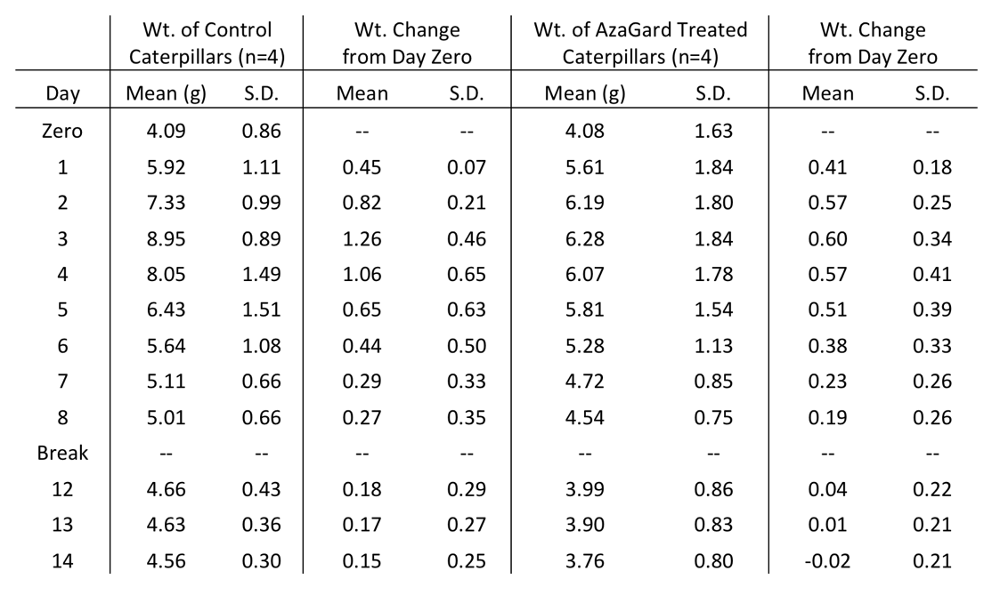 Wt. of Control Wt. Change Wt. of AzaGard Treated Wt. Change
Caterpillars (n=4) from Day Zero Caterpillars (n=4) from Day Zero
Day Mean (g) S.D. Mean S.D. Mean (g) S.D. Mean S.D.
Zero 4.09 0.86 -- -- 4.08 1.63 -- --
1 5.92 1.11 0.45 0.07 5.61 1.84 0.41 0.18
2 7.33 0.99 0.82 0.21 6.19 1.80 0.57 0.25
3 8.95 0.89 1.26 0.46 6.28 1.84 0.60 0.34
4 8.05 1.49 1.06 0.65 6.07 1.78 0.57 0.41
5 6.43 1.51 0.65 0.63 5.81 1.54 0.51 0.39
6 5.64 1.08 0.44 0.50 5.28 1.13 0.38 0.33
7 5.11 0.66 0.29 0.33 4.72 0.85 0.23 0.26
8 5.01 0.66 0.27 0.35 4.54 0.75 0.19 0.26
Break -- -- -- -- -- -- -- --
12 4.66 0.43 0.18 0.29 3.99 0.86 0.04 0.22
13 4.63 0.36 0.17 0.27 3.90 0.83 0.01 0.21
14 4.56 0.30 0.15 0.25 3.76 0.80 -0.02 0.21